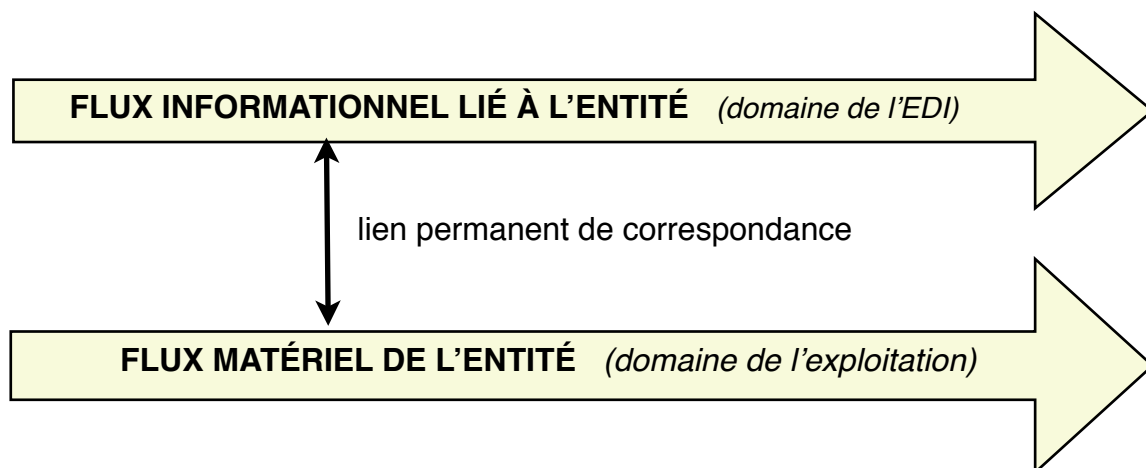 FLUX INFORMATIONNEL LIÉ À L’ENTITÉ (domaine de l’EDI)
lien permanent de correspondance
FLUX MATÉRIEL DE L’ENTITÉ (domaine de l’exploitation)